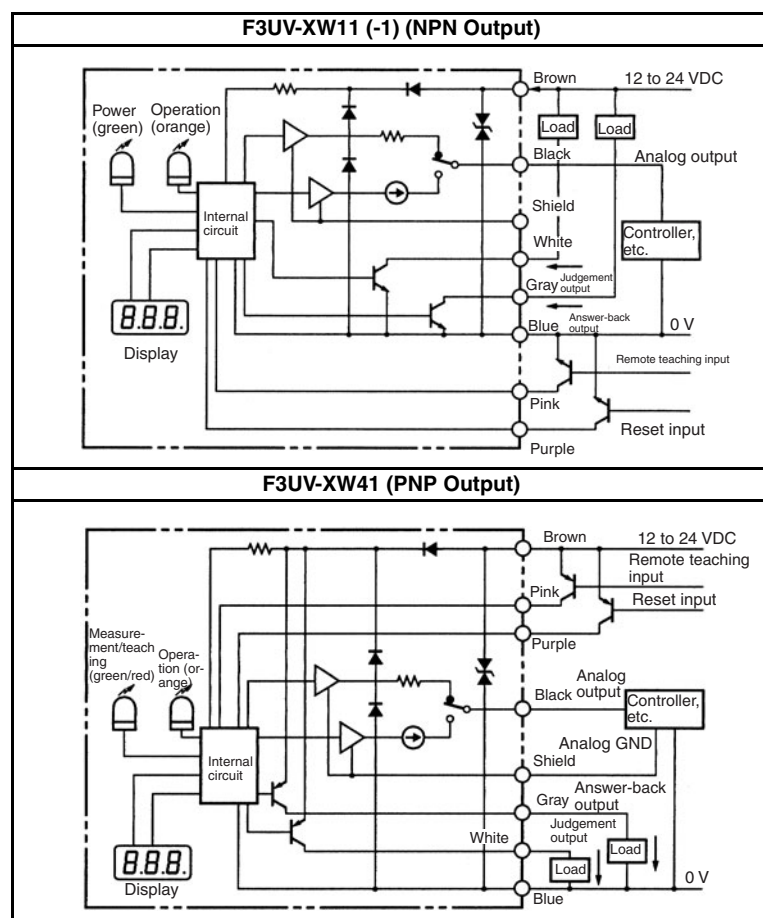 F3UV-XW11 (-1) (NPN Output)
Brown
12 to 24 VDC
Power
(green)
Operation
(orange)
Load
Load
Black
Analog output
Internal
circuit
Shield
Controller,
etc.
White
Gray
Judgement
output
8.8.8.
Display
Blue
Answer-back
output
0 V
Remote teaching input
Pink
Reset input
Purple
F3UV-XW41 (PNP Output)
Brown
12 to 24 VDC
Remote teaching
input
Pink
Reset input
Purple
Measure-
ment/teach
ing
(green/red)
Opera-
tion (or-
ange)
Black
Analog
output
Controller,
etc.
Analog GND
Internal
circuit
Shield
Gray
Answer-back
output
White
Judgement
output
Load
Load
8.8.8.
Display
Blue
0 V